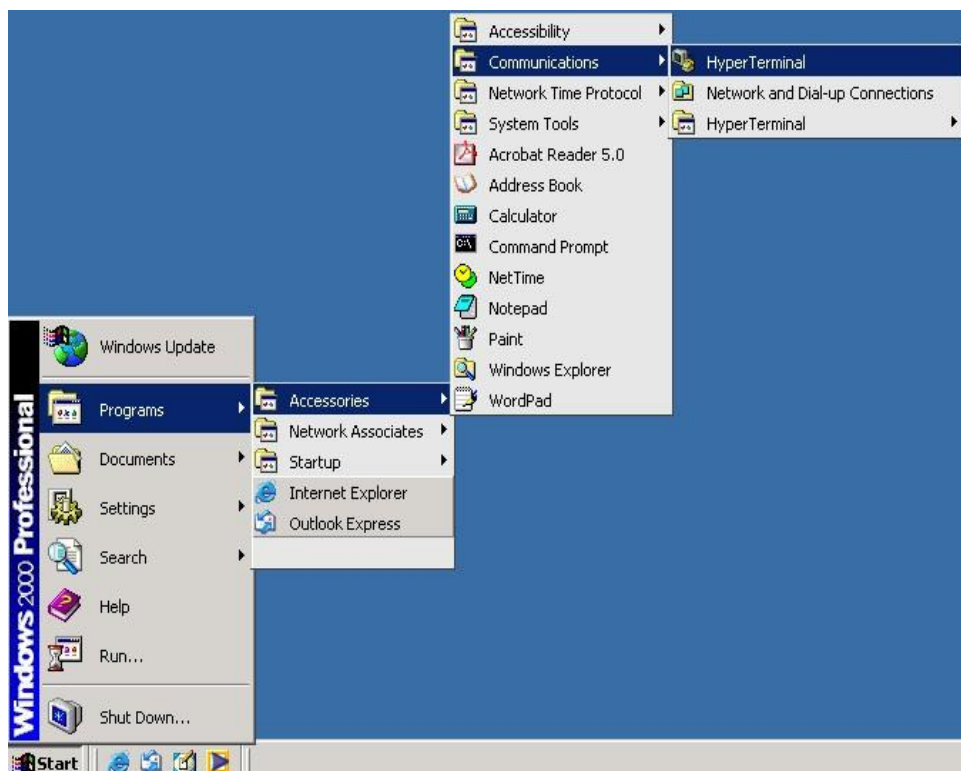 Accessibility
Communications
Network Time Protocol
System Tools
Acrobat Reader 5.0
Address Book
Calculator
Command Prompt
NetTime
Notepad
Paint
Windows Explorer
WordPad
HyperTerminal
Network and Dial-up Connections
HyperTerminal
Windows Update
Programs
Documents
Settings
Search
Help
Run...
Shut Down...
Accessories
Network Associates
Startup
Internet Explorer
Outlook Express
Windows 2000 Professional
Start